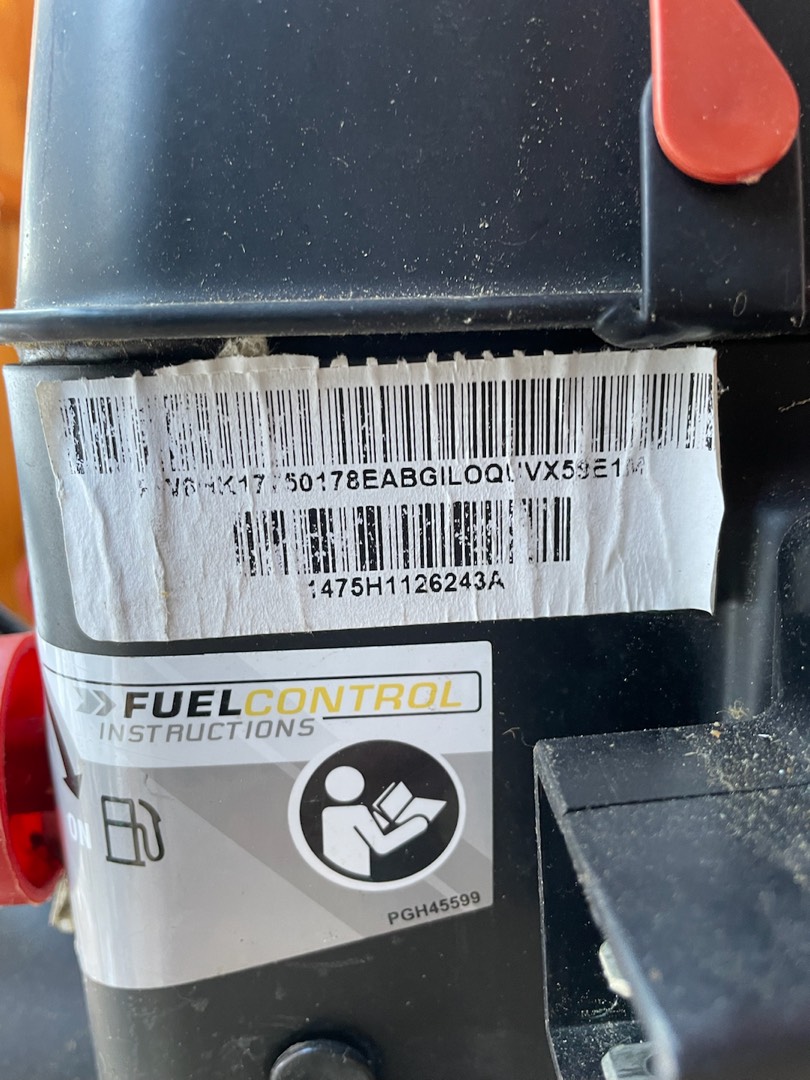 1475H1126243A
FUELCONTROL
INSTRUCTIONS
ON
PGH45599